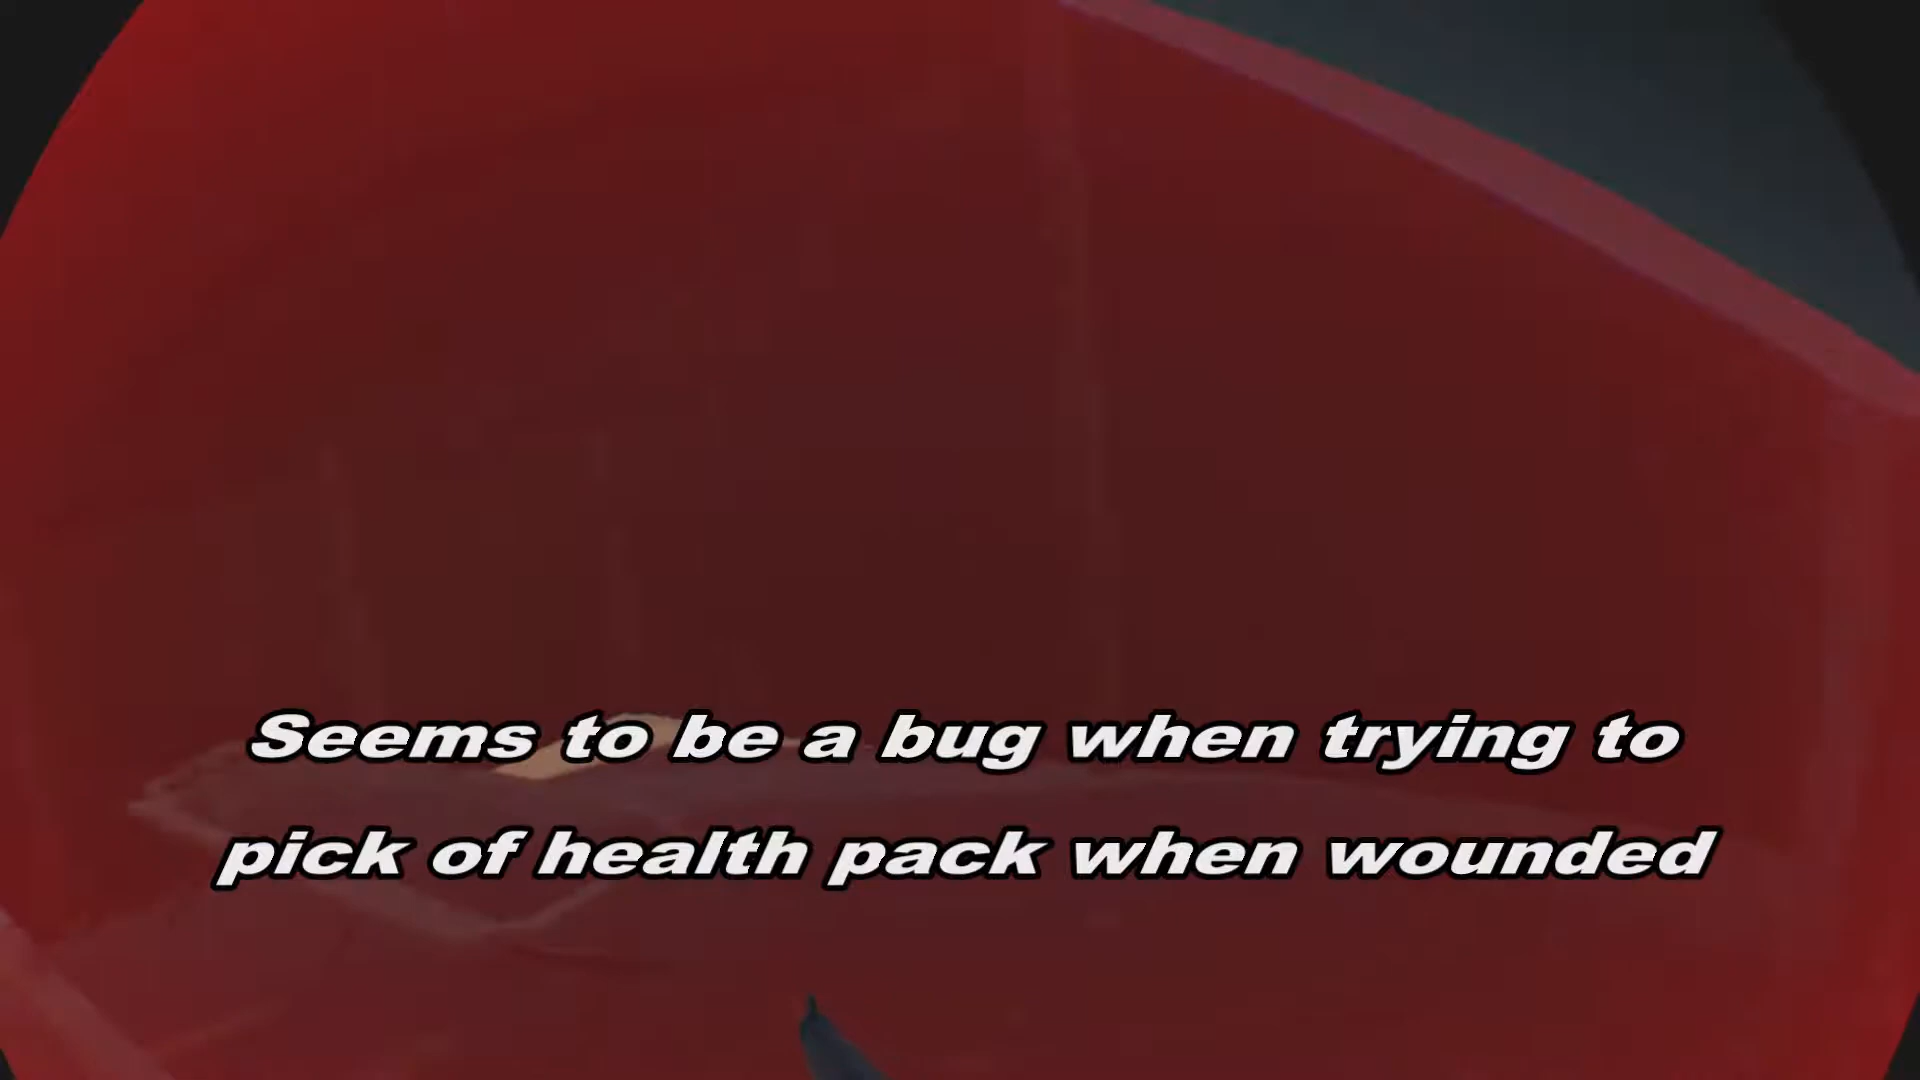 Seems to be a bug when trying to
pick of health pack when wounded